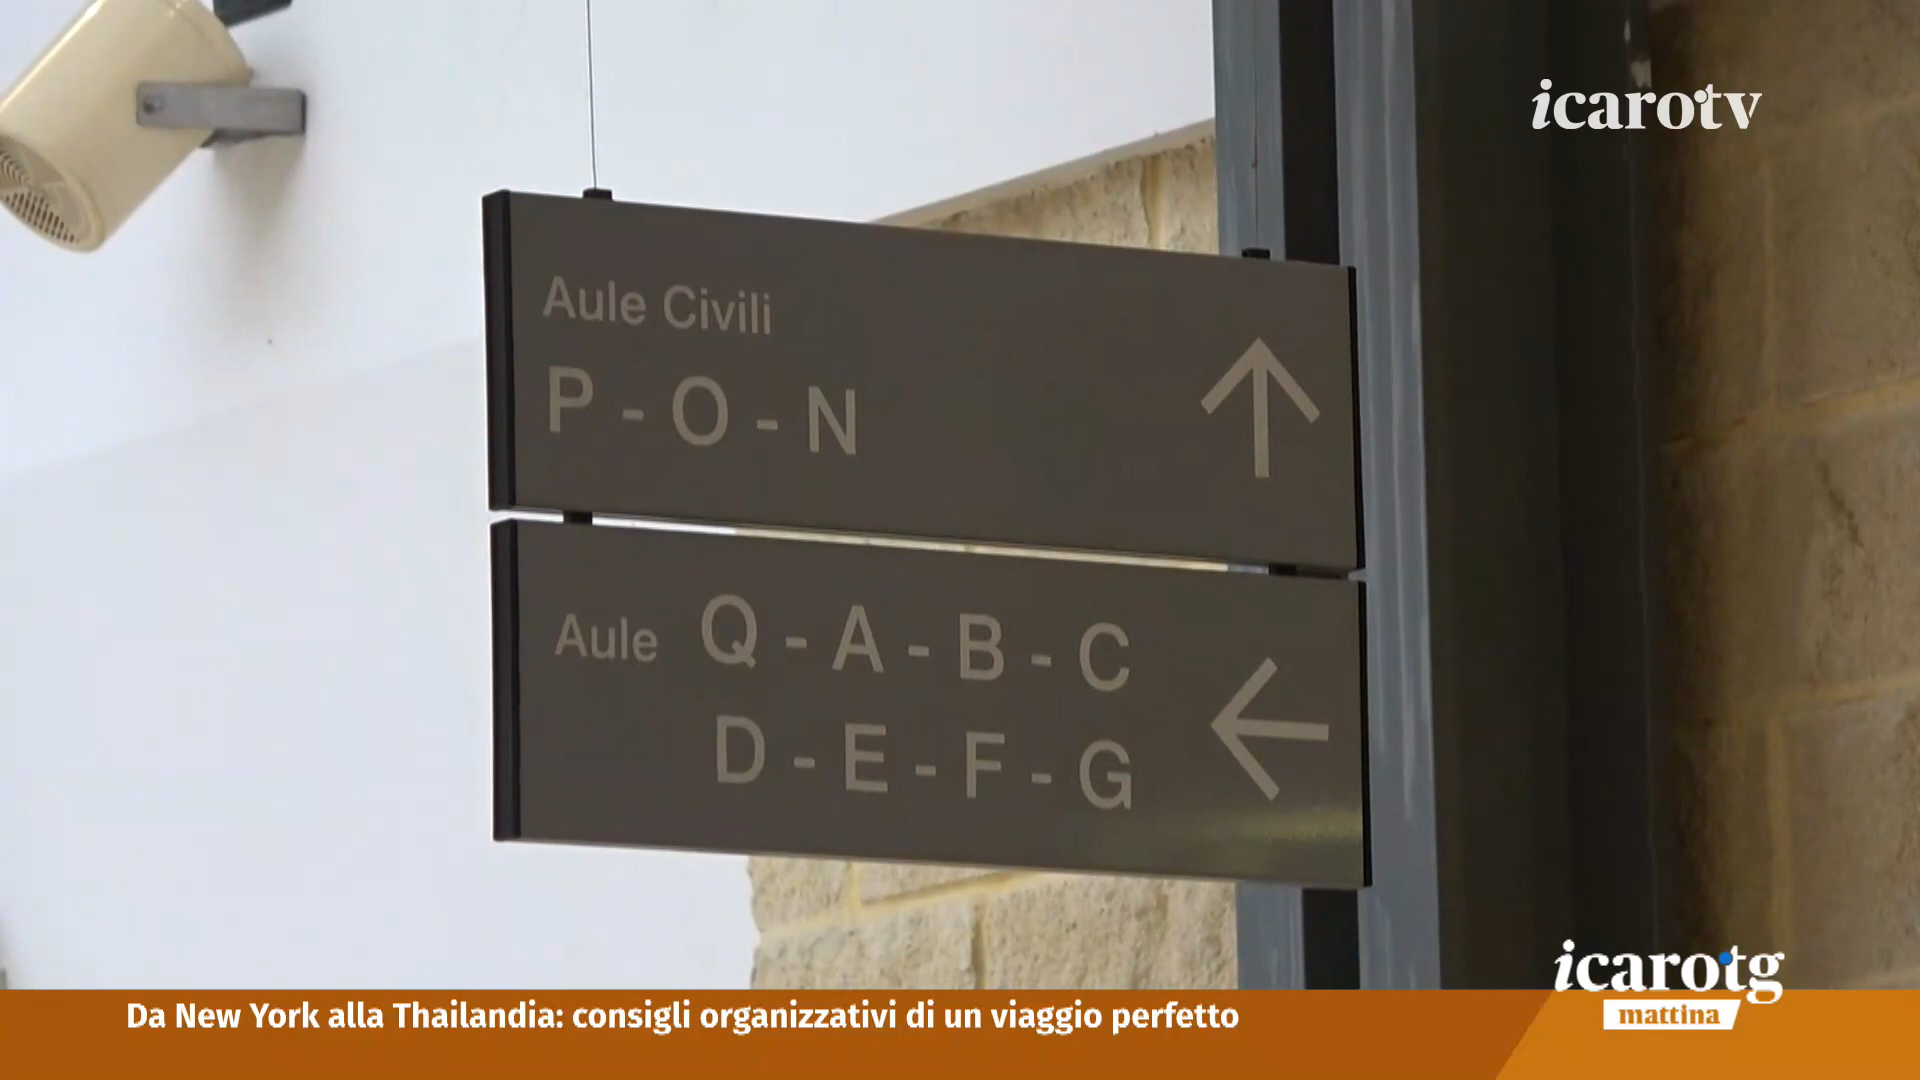 icarotv
Aule Civili
P - O - N
Aule Q - A - B - C
D - E - F - G
icarotg
mattina
Da New York alla Thailandia: consigli organizzativi di un viaggio perfetto